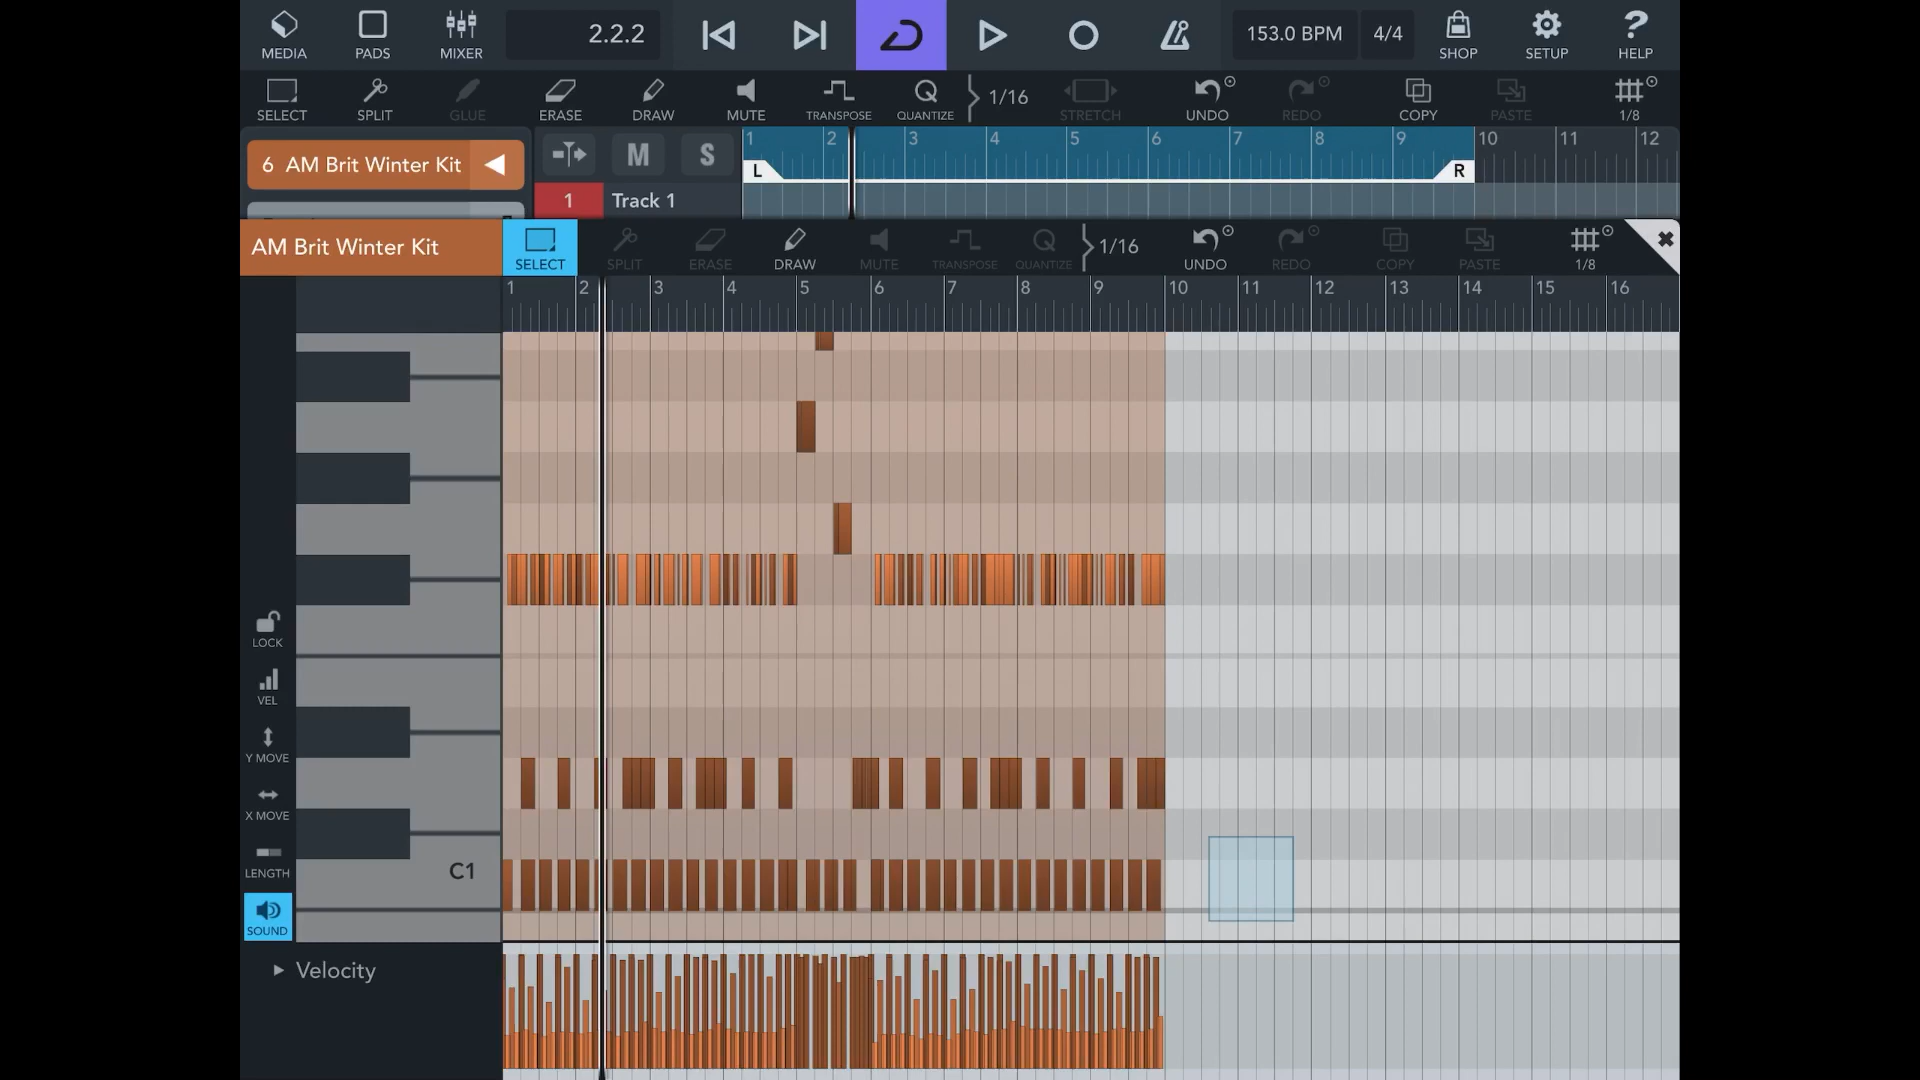 MEDIA PADS MIXER 2.2.2 153.0 BPM 4/4 SHOP SETUP HELP
SELECT SPLIT GLUE ERASE DRAW MUTE TRANSPOSE QUANTIZE 1/16 STRETCH UNDO REDO COPY PASTE 1/8
6 AM Brit Winter Kit M S 1 2 3 4 5 6 7 8 9 10 11 12
L R
1 Track 1
AM Brit Winter Kit SELECT SPLIT ERASE DRAW MUTE TRANSPOSE QUANTIZE 1/16 UNDO REDO COPY PASTE 1/8
1 2 3 4 5 6 7 8 9 10 11 12 13 14 15 16
LOCK
VEL
Y MOVE
X MOVE
C1
LENGTH
SOUND
Velocity